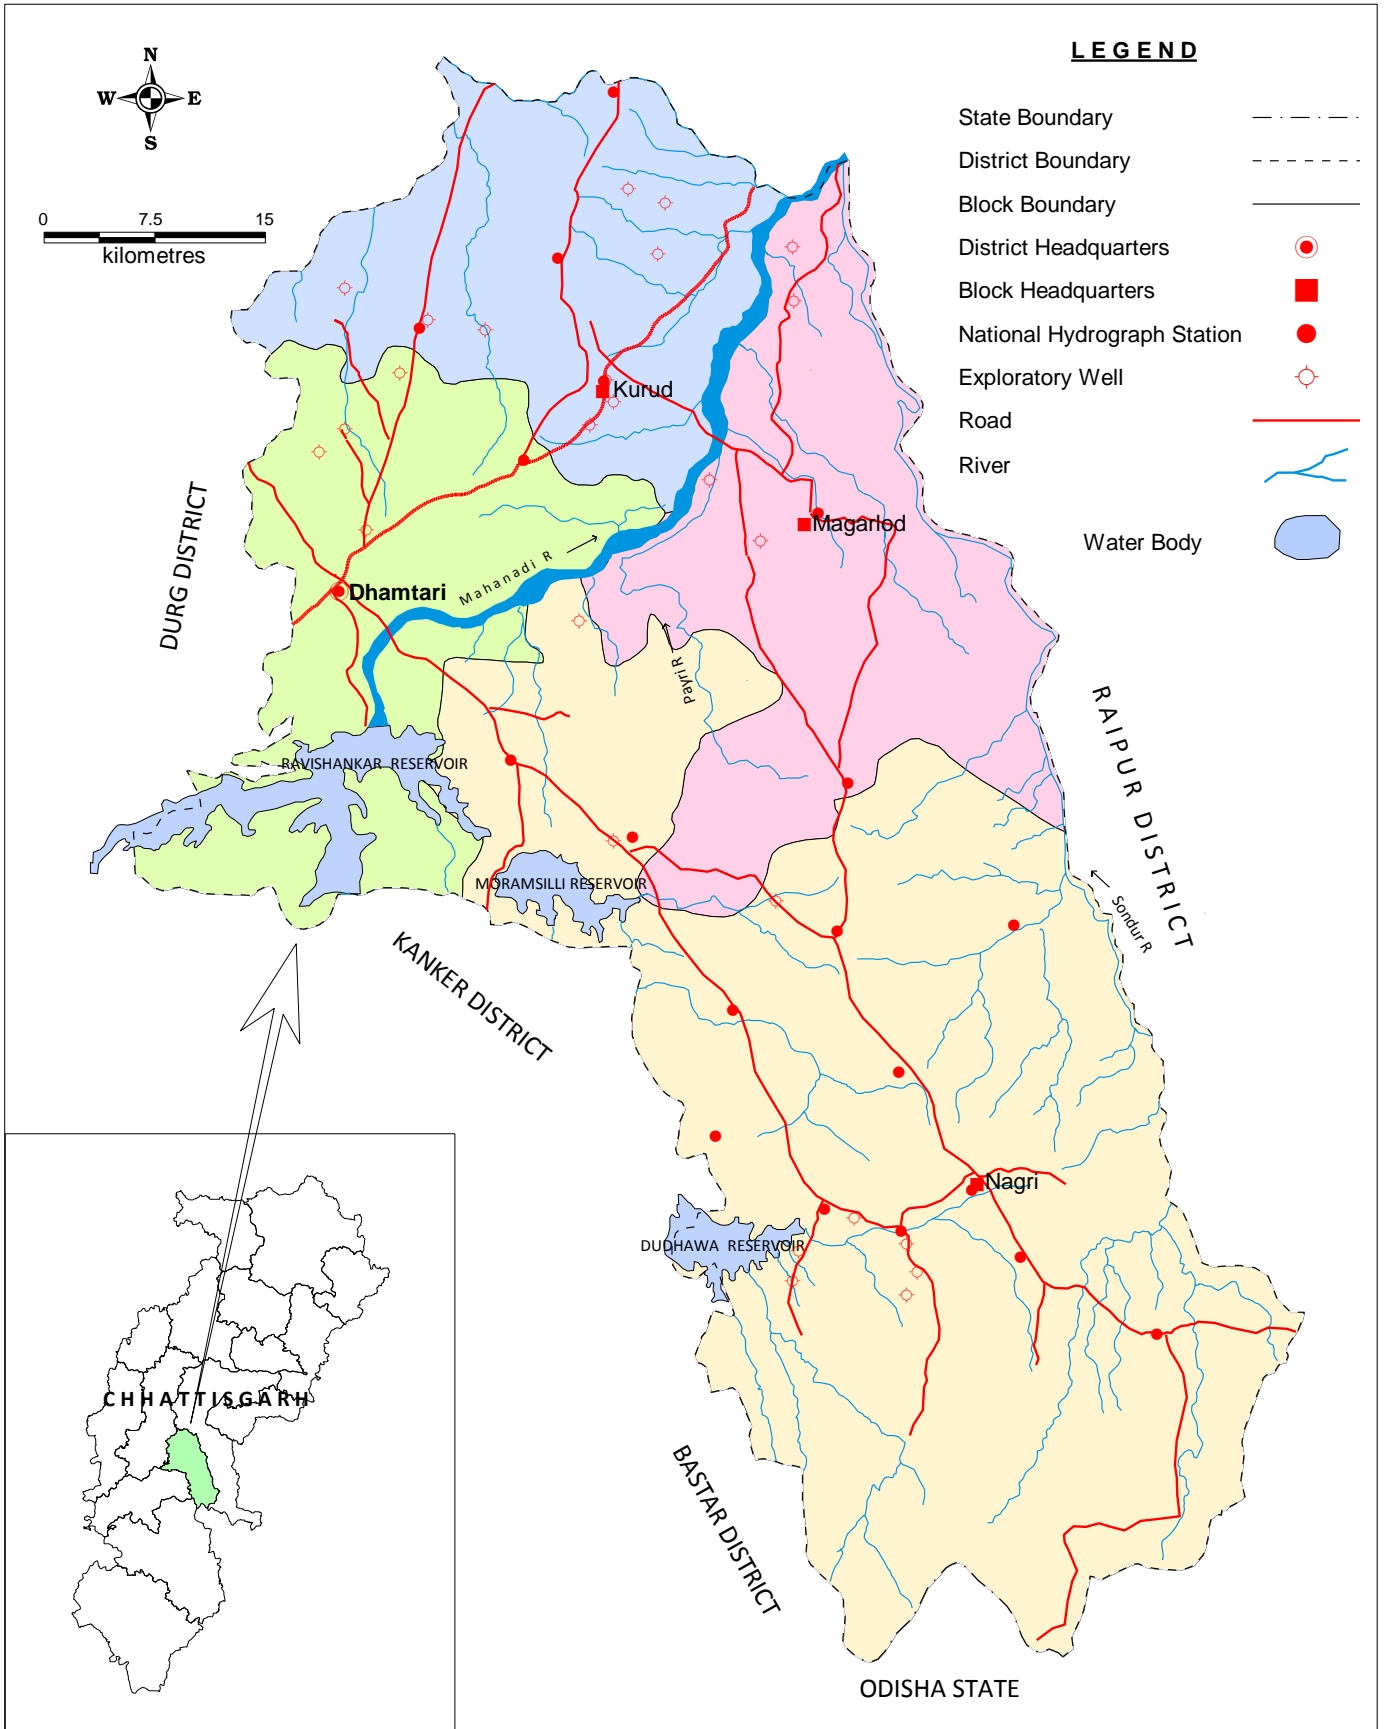 LEGEND
N
W E
S
State Boundary
District Boundary
Block Boundary
0 7.5 15
kilometres
District Headquarters
Block Headquarters
National Hydrograph Station
Exploratory Well
Road
River
Water Body
Kurud
Magarlod
DURG DISTRICT
Mahanadi R
Dhamtari
Payri R
RAIPUR DISTRICT
RAVISHANKAR RESERVOIR
MORAMSILLI RESERVOIR
Sondur R
KANKER DISTRICT
Nagri
DUDHAWA RESERVOIR
CHHATTISGARH
BASTAR DISTRICT
ODISHA STATE